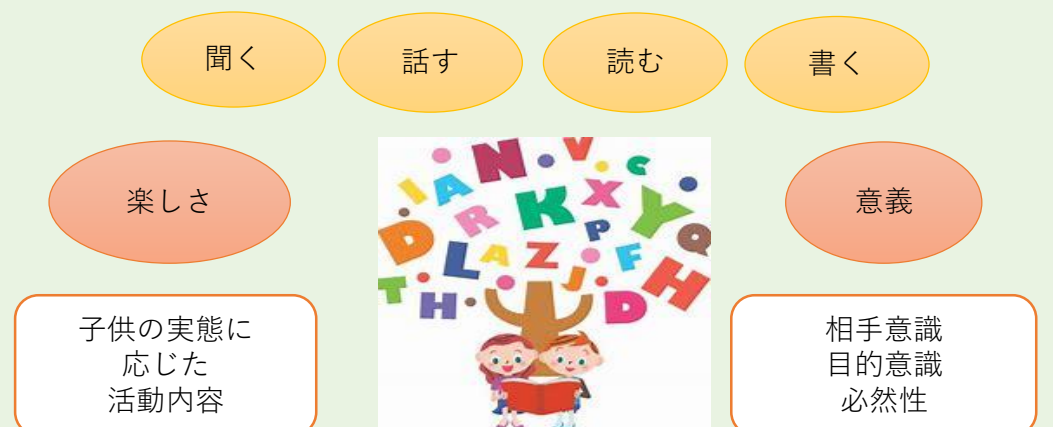 聞く
話す
読む
書く
楽しさ
意義
子供の実態に
応じた
活動内容
相手意識
目的意識
必然性
I A N V C
D R K X Y Q
L A Z P F H
T H J D